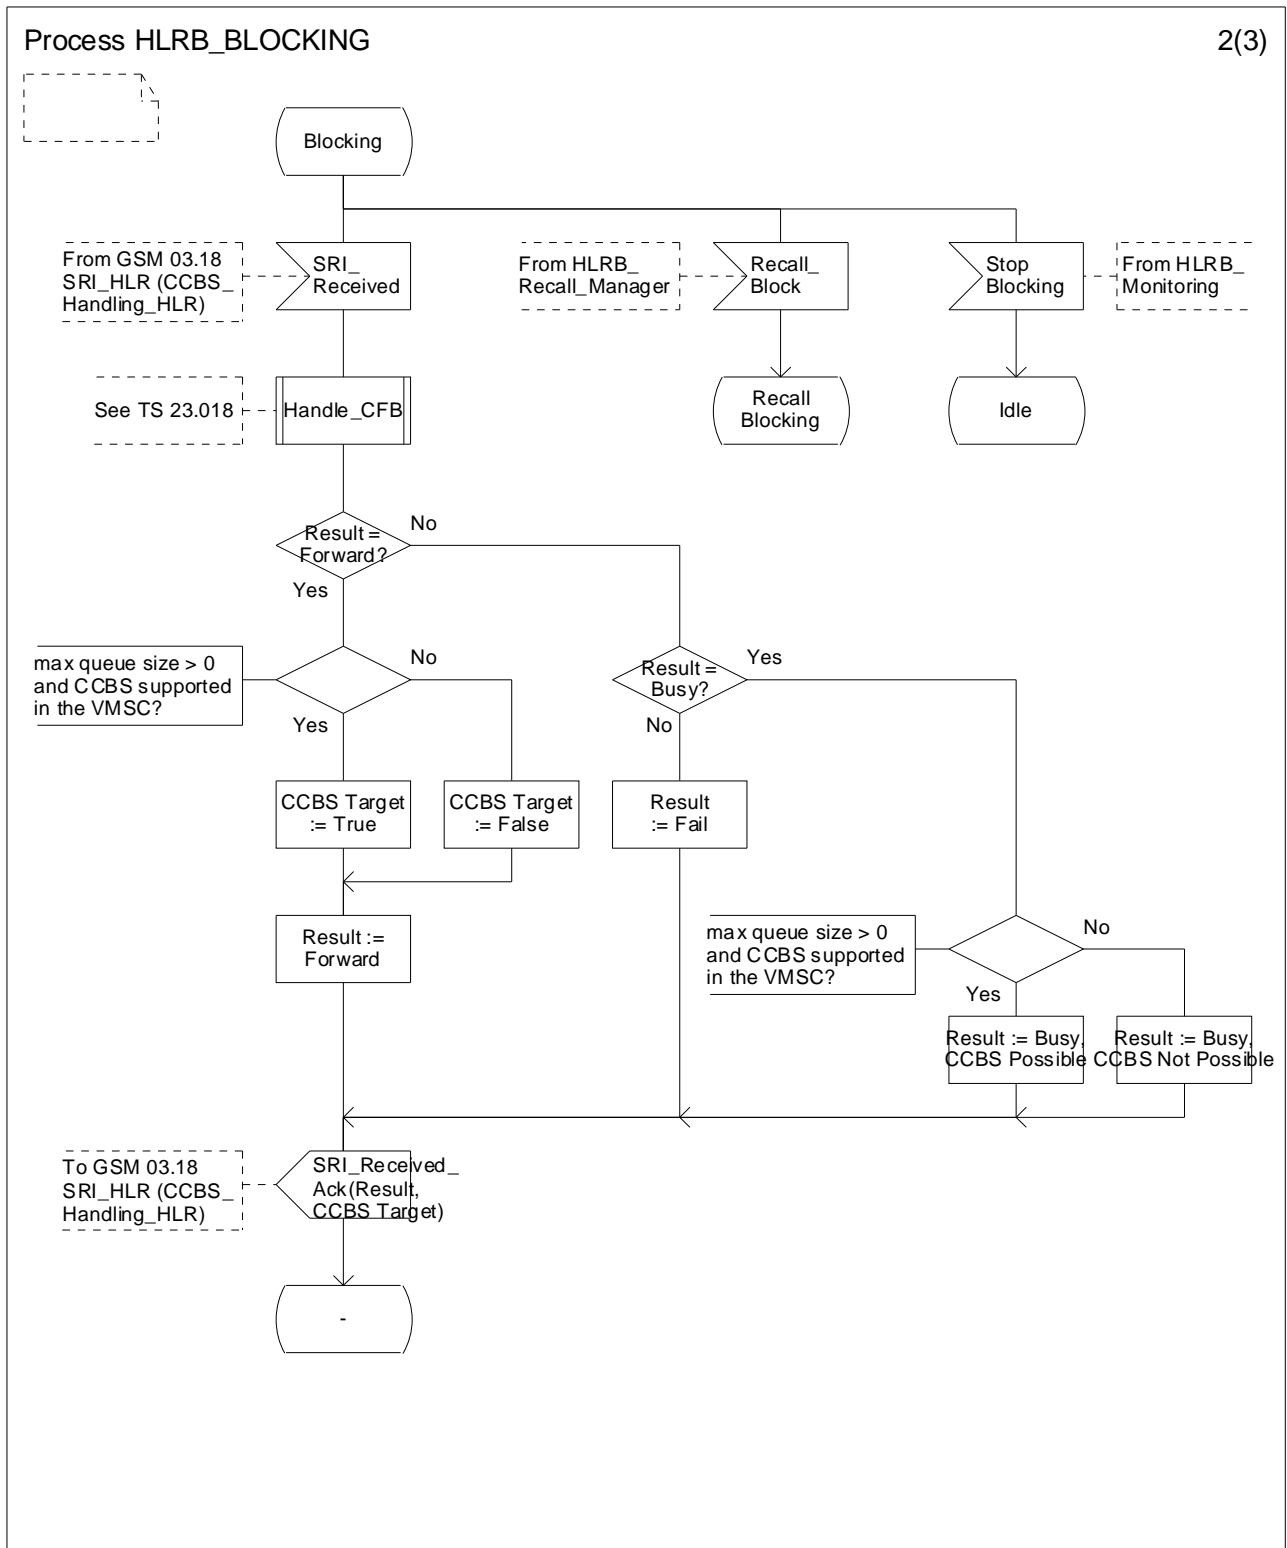 Process HLRB_BLOCKING
2(3)
Blocking
From GSM 03.18
SRI_HLR (CCBS_
Handling_HLR)
SRI_
Received
From HLRB_
Recall_Manager
Recall_
Block
Stop
Blocking
From HLRB_
Monitoring
See TS 23.018
Handle_CFB
Recall
Blocking
Idle
Result =
Forward?
No
Yes
max queue size > 0
and CCBS supported
in the VMSC?
No
Yes
Result =
Busy?
Yes
No
CCBS Target
:= True
CCBS Target
:= False
Result
:= Fail
Result :=
Forward
max queue size > 0
and CCBS supported
in the VMSC?
No
Yes
Result := Busy,
CCBS Possible
Result := Busy,
CCBS Not Possible
To GSM 03.18
SRI_HLR (CCBS_
Handling_HLR)
SRI_Received_
Ack(Result,
CCBS Target)
-